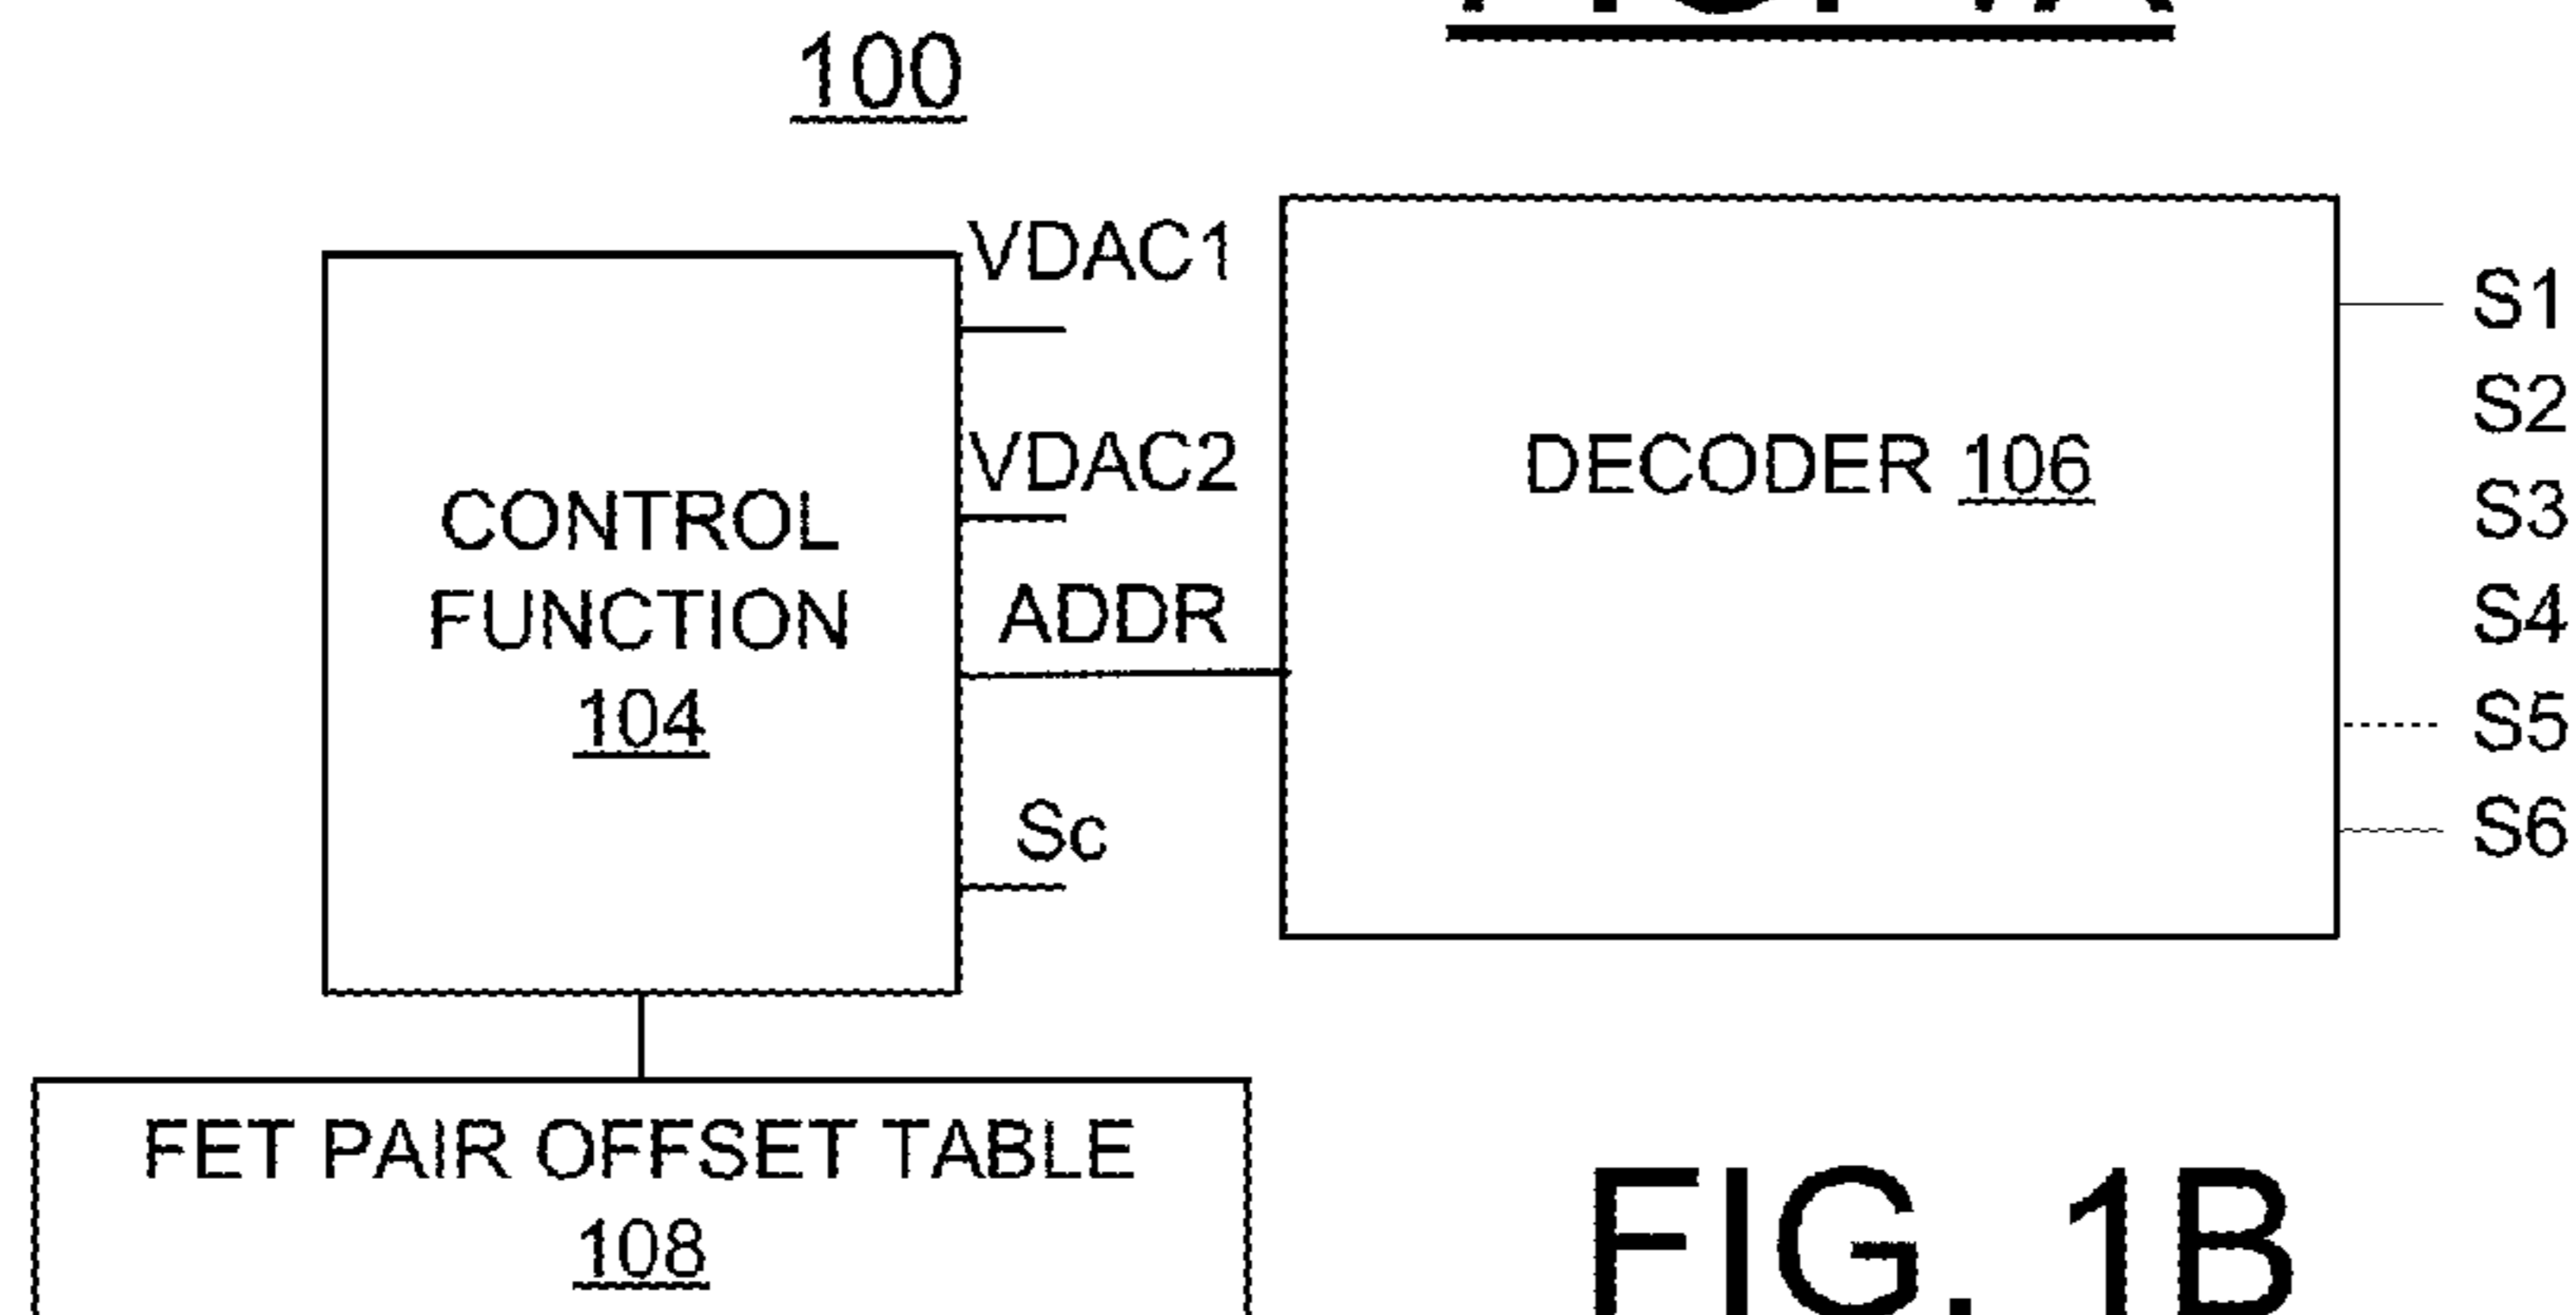 100
VDAC1
VDAC2
ADDR
Sc
CONTROL
FUNCTION
104
DECODER 106
S1
S2
S3
S4
S5
S6
FET PAIR OFFSET TABLE
108
FIG. 1B